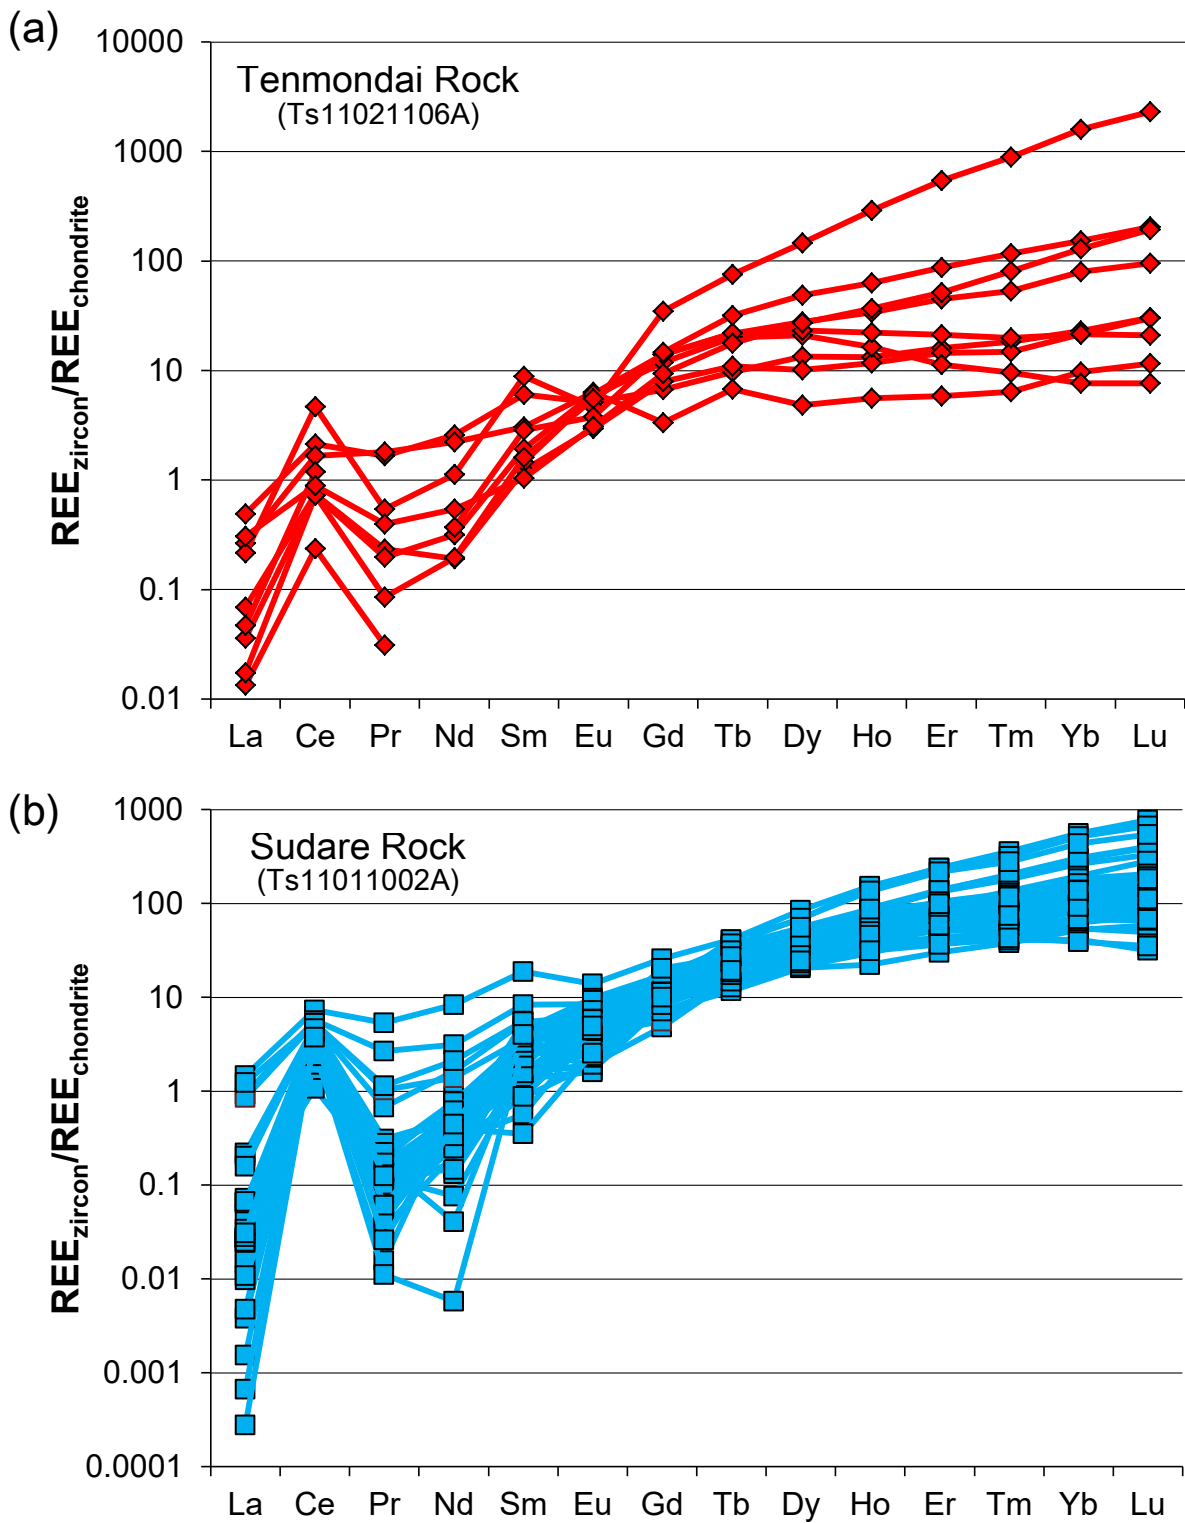 (a)
10000
1000
100
10
1
0.1
0.01
REEzircon/REEchondrite
Tenmondai Rock
(Ts11021106A)
La Ce Pr Nd Sm Eu Gd Tb Dy Ho Er Tm Yb Lu
(b)
1000
100
10
1
0.1
0.01
0.001
0.0001
REEzircon/REEchondrite
Sudare Rock
(Ts11011002A)
La Ce Pr Nd Sm Eu Gd Tb Dy Ho Er Tm Yb Lu